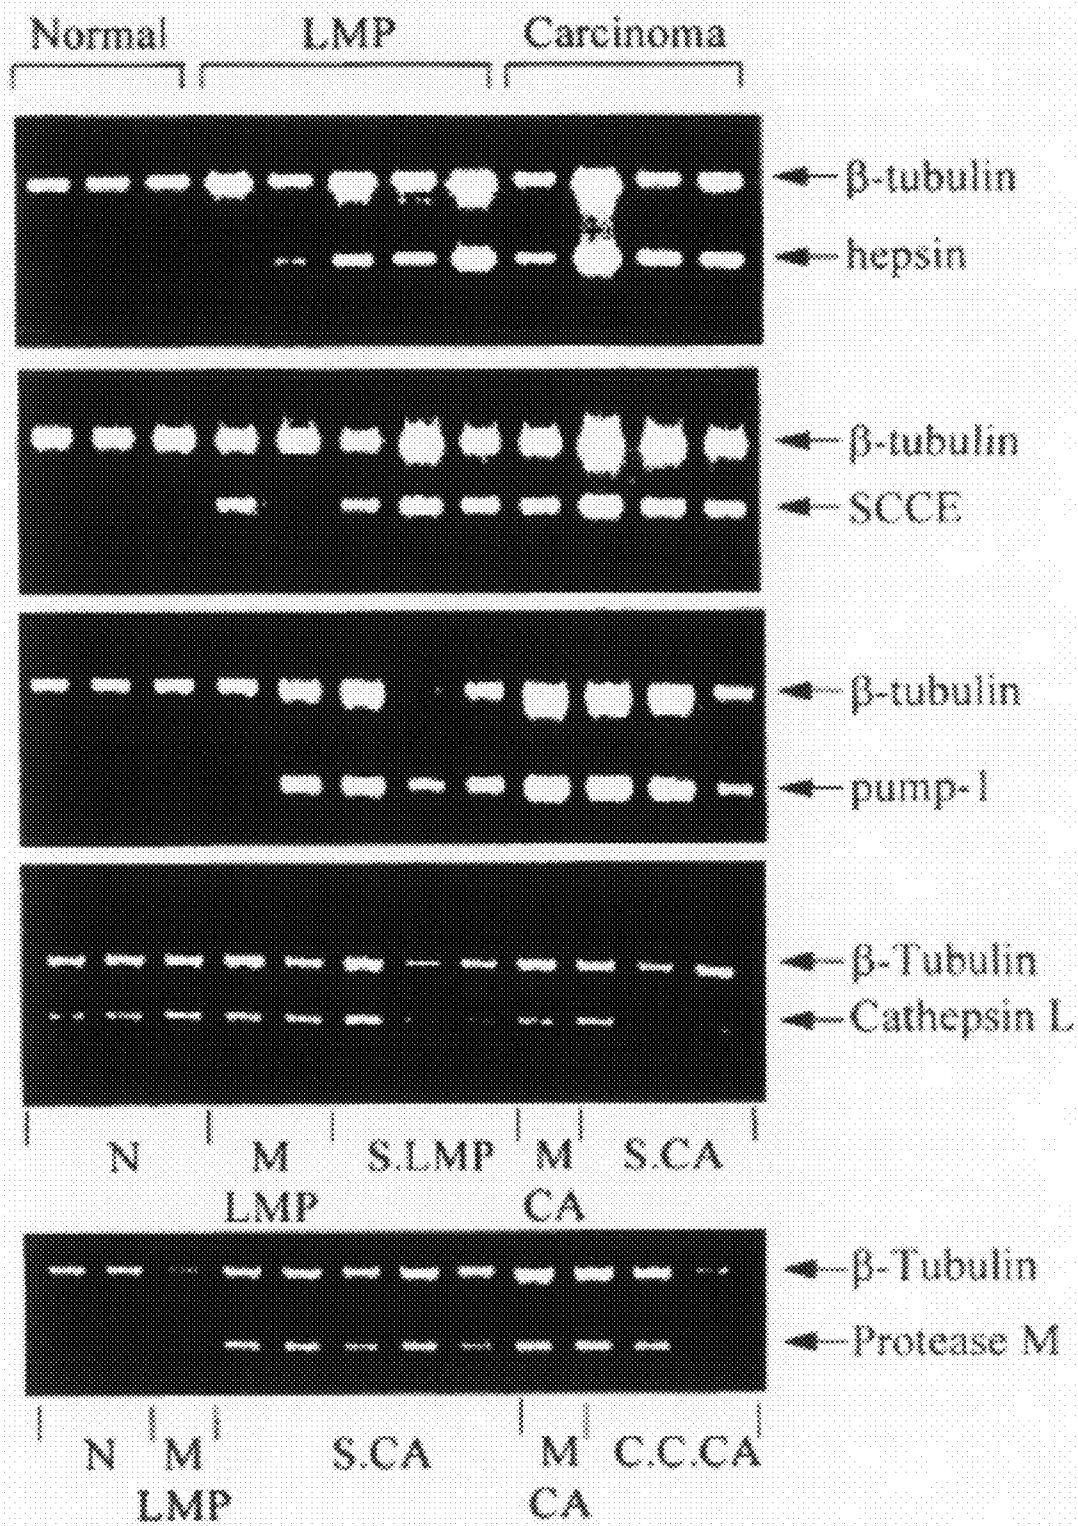 Normal LMP Carcinoma
β-tubulin
hepsin
β-tubulin
SCCE
β-tubulin
pump-1
β-Tubulin
Cathepsin L
N M S.LMP M S.CA
LMP CA
β-Tubulin
Protease M
N M S.CA M C.C.CA
LMP CA